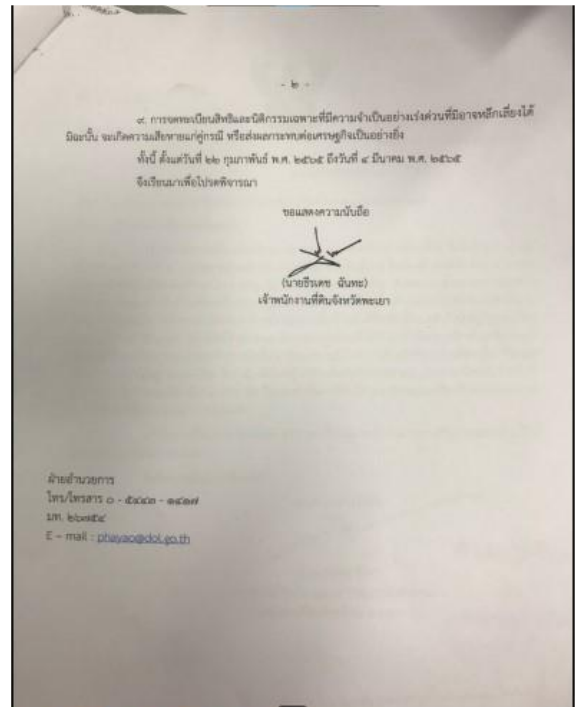 - ๒ -
๙. การจดทะเบียนสิทธิและนิติกรรมเฉพาะที่มีความจำเป็นอย่างเร่งด่วนที่มิอาจหลีกเลี่ยงได้
มิฉะนั้น จะเกิดความเสียหายแก่คู่กรณี หรือส่งผลกระทบต่อเศรษฐกิจเป็นอย่างยิ่ง
ทั้งนี้ ตั้งแต่วันที่ ๒๒ กุมภาพันธ์ พ.ศ. ๒๕๖๕ ถึงวันที่ ๔ มีนาคม พ.ศ. ๒๕๖๕
จึงเรียนมาเพื่อโปรดพิจารณา
ขอแสดงความนับถือ
(นายธีรเดช ฉันทะ)
เจ้าพนักงานที่ดินจังหวัดพะเยา
ฝ่ายอำนวยการ
โทร/โทรสาร ๐ -
มท.
E - mail : phayao@dol.go.th